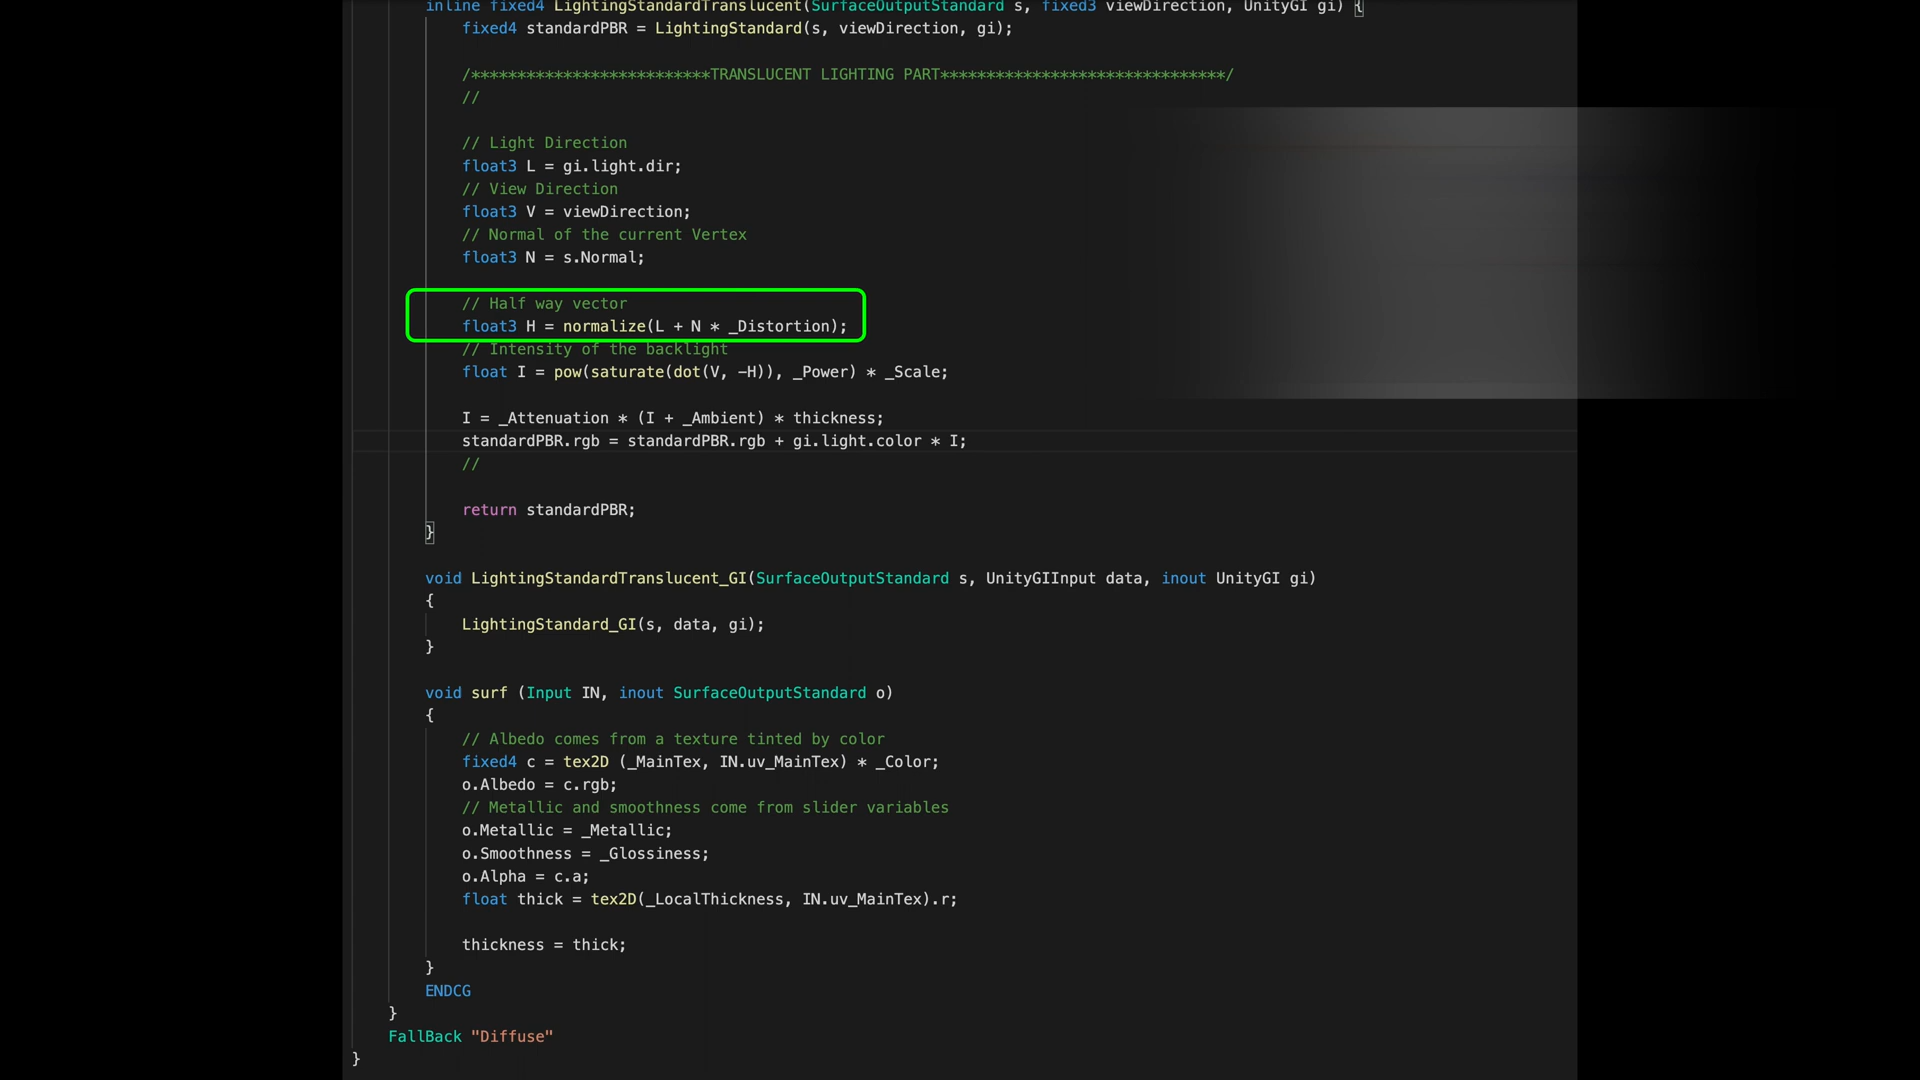 inline fixed4 LightingStandardTranslucent(SurfaceOutputStandard s, fixed3 viewDirection, UnityGI gi) {
fixed4 standardPBR = LightingStandard(s, viewDirection, gi);
/**************************TRANSLUCENT LIGHTING PART*******************************/
//
// Light Direction
float3 L = gi.light.dir;
// View Direction
float3 V = viewDirection;
// Normal of the current Vertex
float3 N = s.Normal;
// Half way vector
float3 H = normalize(L + N * _Distortion);
// Intensity of the backlight
float I = pow(saturate(dot(V, -H)), _Power) * _Scale;
I = _Attenuation * (I + _Ambient) * thickness;
standardPBR.rgb = standardPBR.rgb + gi.light.color * I;
//
return standardPBR;
}
void LightingStandardTranslucent_GI(SurfaceOutputStandard s, UnityGIInput data, inout UnityGI gi)
{
LightingStandard_GI(s, data, gi);
}
void surf (Input IN, inout SurfaceOutputStandard o)
{
// Albedo comes from a texture tinted by color
fixed4 c = tex2D (_MainTex, IN.uv_MainTex) * _Color;
o.Albedo = c.rgb;
// Metallic and smoothness come from slider variables
o.Metallic = _Metallic;
o.Smoothness = _Glossiness;
o.Alpha = c.a;
float thick = tex2D(_LocalThickness, IN.uv_MainTex).r;
thickness = thick;
}
ENDCG
}
FallBack "Diffuse"
}